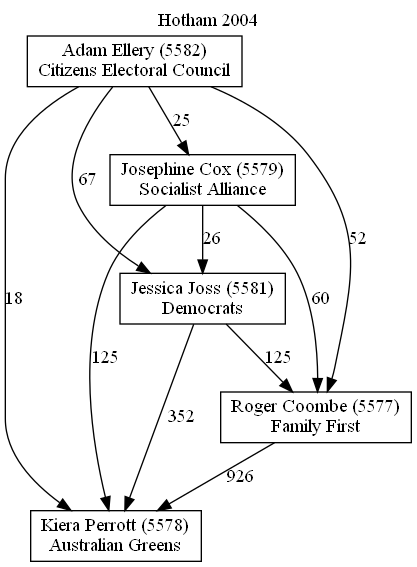 Hotham 2004
Adam Ellery (5582)
Citizens Electoral Council
25
Josephine Cox (5579)
Socialist Alliance
67
26
52
Jessica Joss (5581)
Democrats
18
125
60
125
352
Roger Coombe (5577)
Family First
926
Kiera Perrott (5578)
Australian Greens